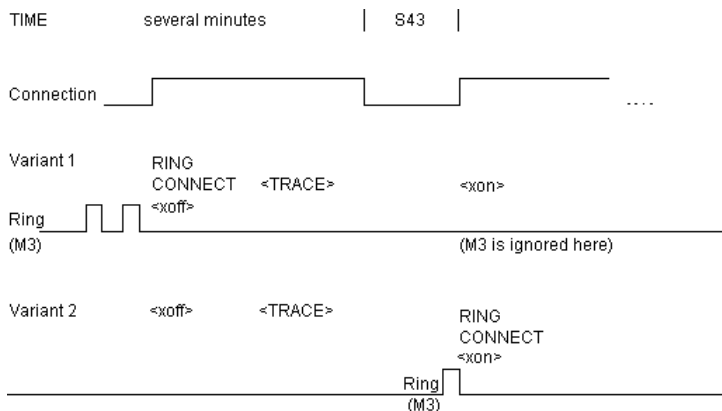 TIME several minutes | S43 |
Connection ....
Variant 1 RING
CONNECT <TRACE> <xon>
<xoff>
Ring
(M3) (M3 is ignored here)
Variant 2 <xoff> <TRACE> RING
CONNECT
<xon>
Ring
(M3)